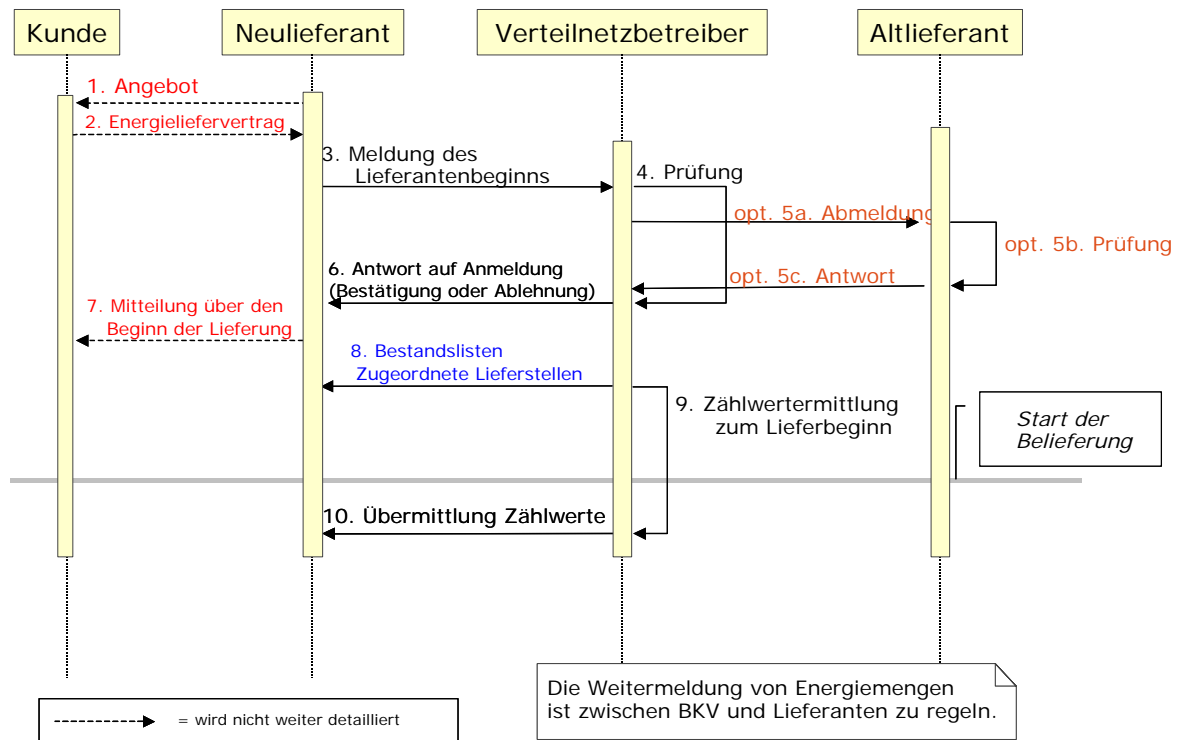 Kunde
Neulieferant
Verteilnetzbetreiber
Altlieferant
1. Angebot
2. Energieliefervertrag
3. Meldung des
Lieferantenbeginns
4. Prüfung
opt. 5a. Abmeldung
opt. 5b. Prüfung
opt. 5c. Antwort
6. Antwort auf Anmeldung
(Bestätigung oder Ablehnung)
7. Mitteilung über den
Beginn der Lieferung
8. Bestandslisten
Zugeordnete Lieferstellen
9. Zählwertermittlung
zum Lieferbeginn
Start der
Belieferung
10. Übermittlung Zählwerte
Die Weitermeldung von Energiemengen
ist zwischen BKV und Lieferanten zu regeln.
= wird nicht weiter detailliert